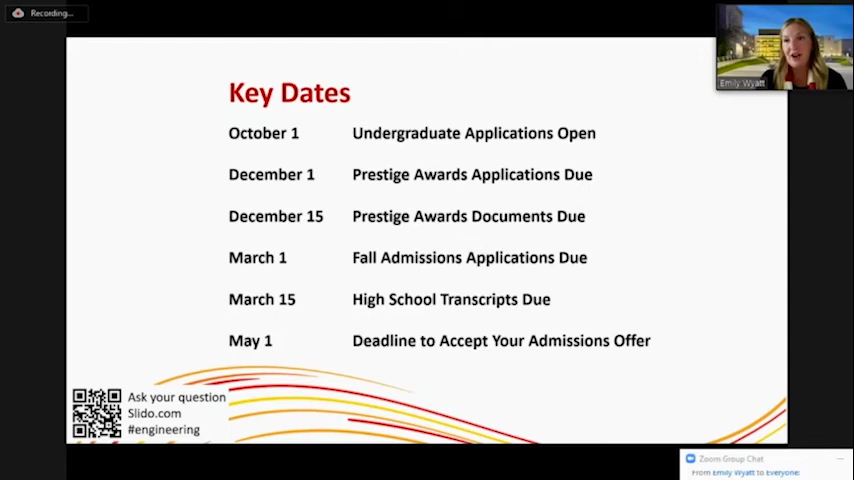 Recording...
Emily Wyatt
Key Dates
October 1 Undergraduate Applications Open
December 1 Prestige Awards Applications Due
December 15 Prestige Awards Documents Due
March 1 Fall Admissions Applications Due
March 15 High School Transcripts Due
May 1 Deadline to Accept Your Admissions Offer
Ask your question
Slido.com
#engineering
Zoom Group Chat
From Emily Wyatt to Everyone: